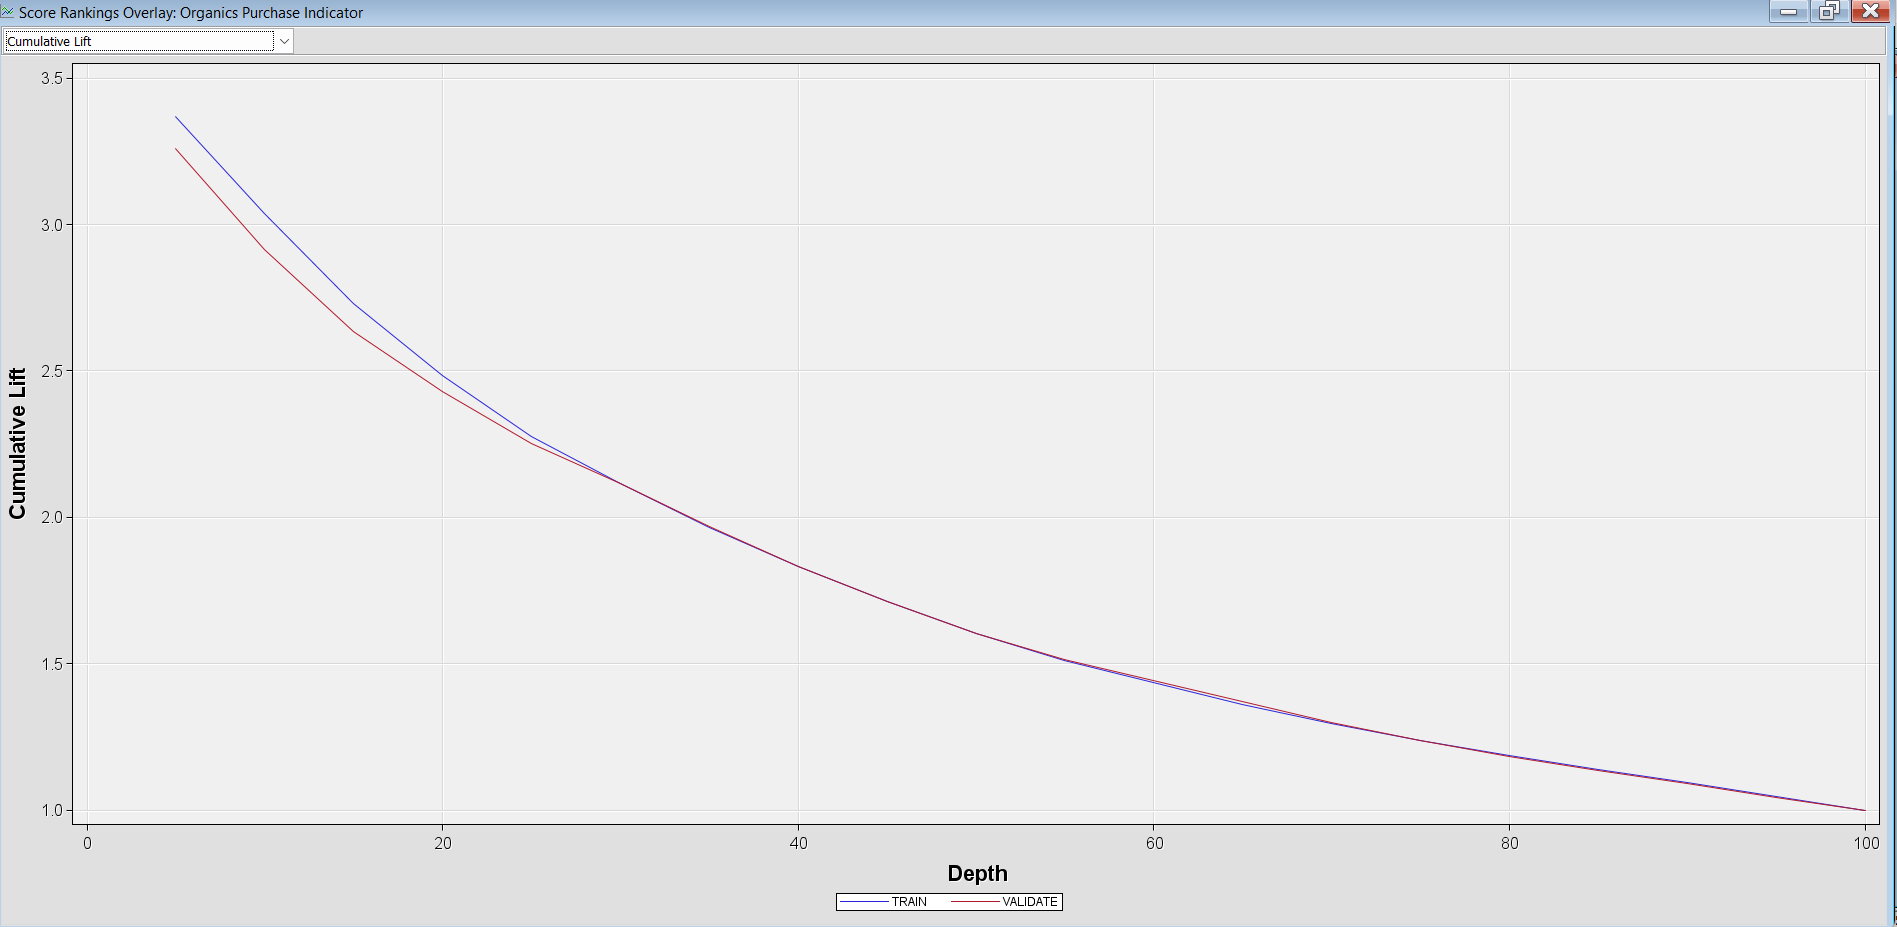 Score Rankings Overlay: Organics Purchase Indicator
Cumulative Lift
3.5
3.0
2.5
2.0
1.5
1.0
Cumulative Lift
0 20 40 60 80 100
Depth
TRAIN VALIDATE